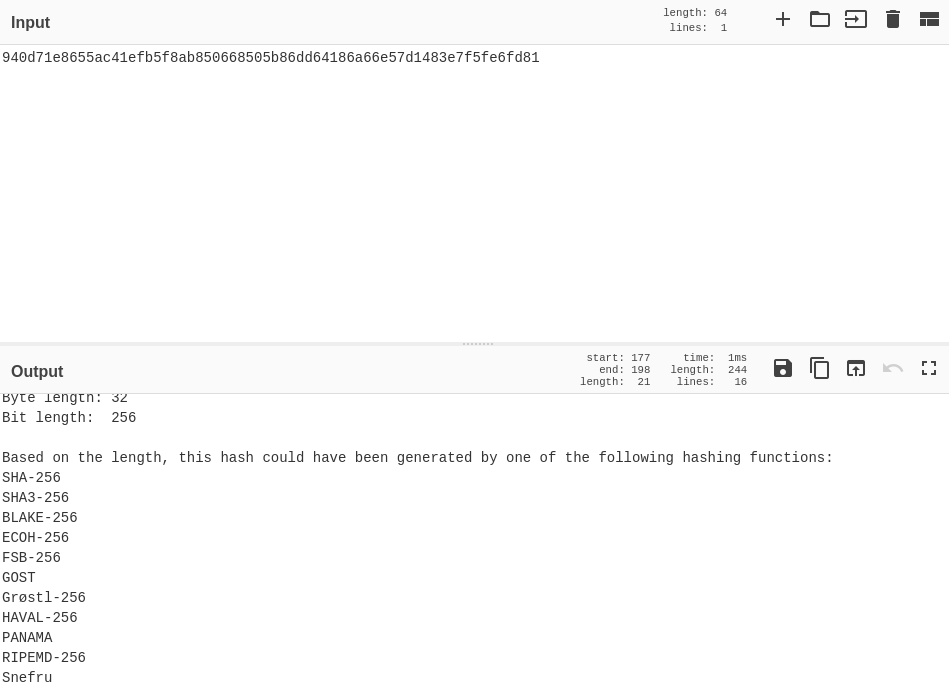 Input
length: 64
lines: 1
940d71e8655ac41efb5f8ab850668505b86dd64186a66e57d1483e7f5fe6fd81
Output
start: 177 time: 1ms
end: 198 length: 244
length: 21 lines: 16
Byte length: 32
Bit length: 256
Based on the length, this hash could have been generated by one of the following hashing functions:
SHA-256
SHA3-256
BLAKE-256
ECOH-256
FSB-256
GOST
Grøstl-256
HAVAL-256
PANAMA
RIPEMD-256
Snefru